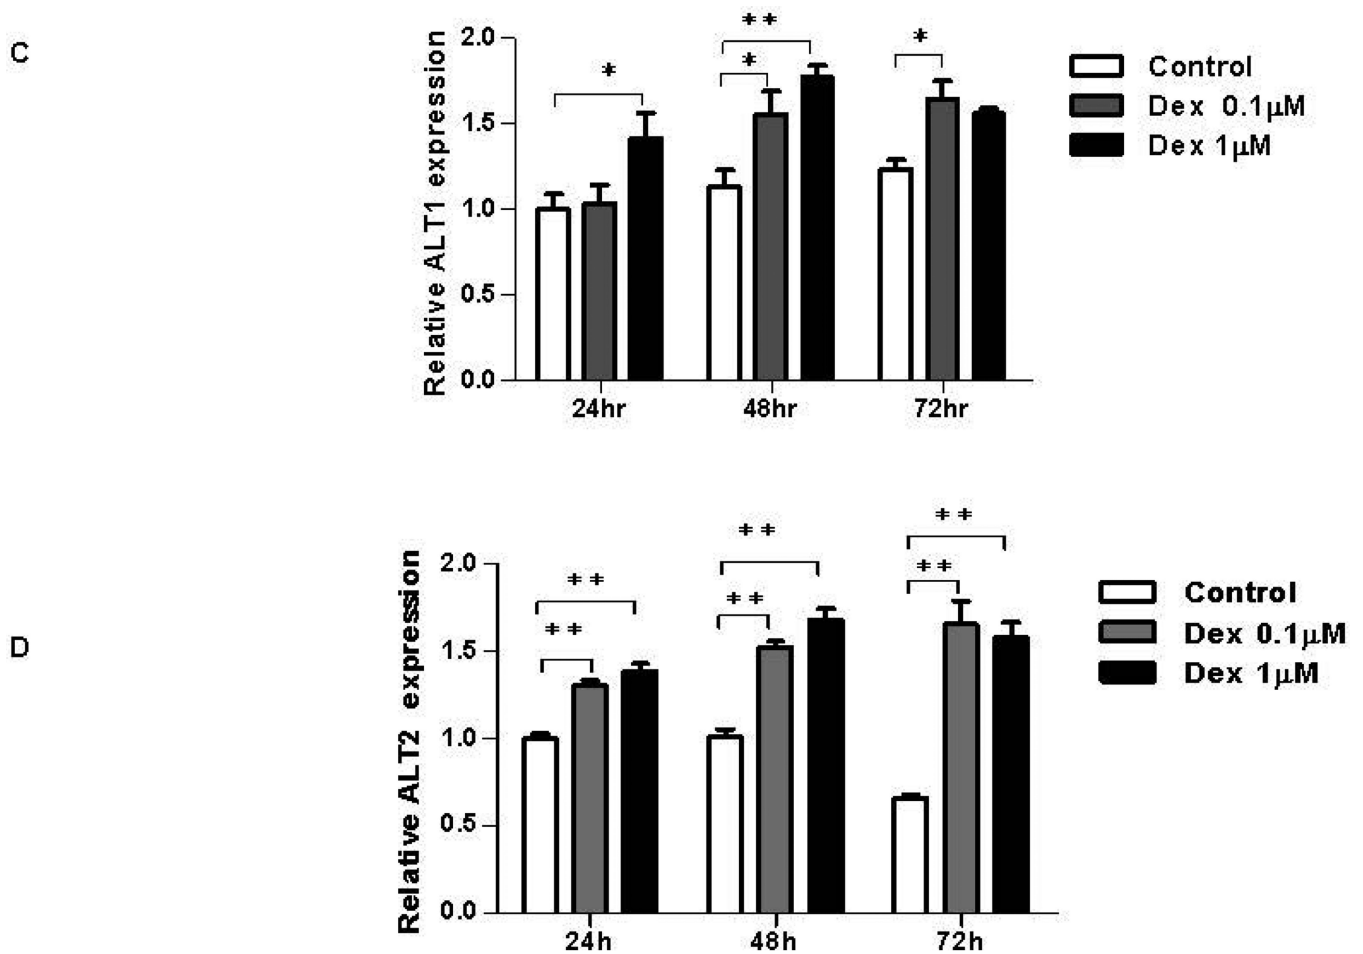 C
Relative ALT1 expression
2.0
1.5
1.0
0.5
0.0
*
**
*
*
24hr
48hr
72hr
Control
Dex 0.1μM
Dex 1μM
D
Relative ALT2 expression
2.0
1.5
1.0
0.5
0.0
**
**
**
**
**
**
24h
48h
72h
Control
Dex 0.1μM
Dex 1μM